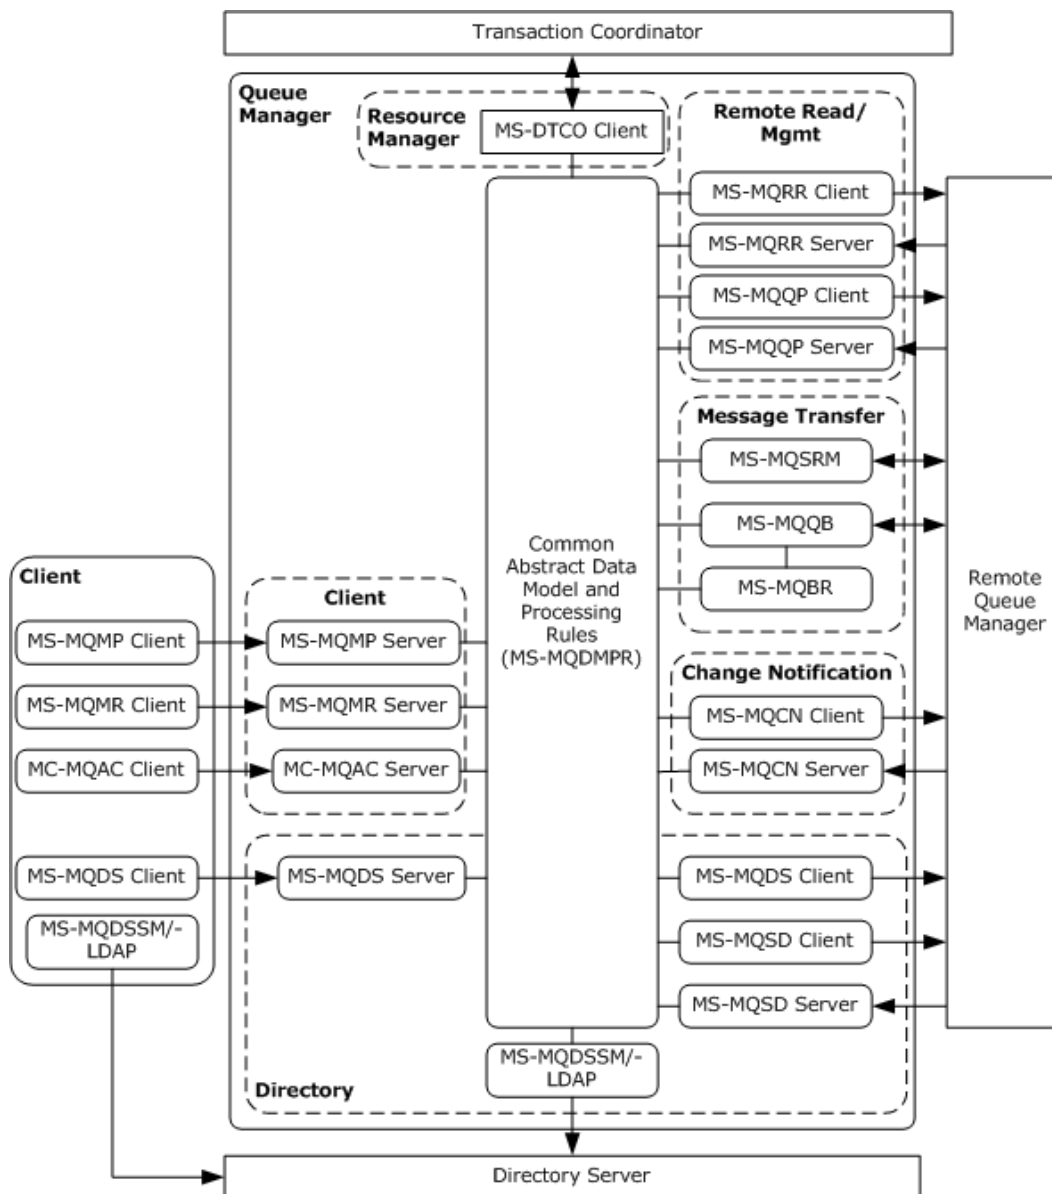 Transaction Coordinator
Queue
Manager
Resource
Manager
MS-DTCO Client
Remote Read/
Mgmt
MS-MQRR Client
MS-MQRR Server
MS-MQQP Client
MS-MQQP Server
Message Transfer
MS-MQSRM
MS-MQQB
MS-MQBR
Common
Abstract Data
Model and
Processing
Rules
(MS-MQDMPR)
Remote
Queue
Manager
Client
MS-MQMP Client
MS-MQMR Client
MC-MQAC Client
MS-MQDS Client
MS-MQDSSM/-
LDAP
Client
MS-MQMP Server
MS-MQMR Server
MC-MQAC Server
Change Notification
MS-MQCN Client
MS-MQCN Server
MS-MQDS Server
MS-MQDS Client
MS-MQSD Client
MS-MQSD Server
MS-MQDSSM/-
LDAP
Directory
Directory Server